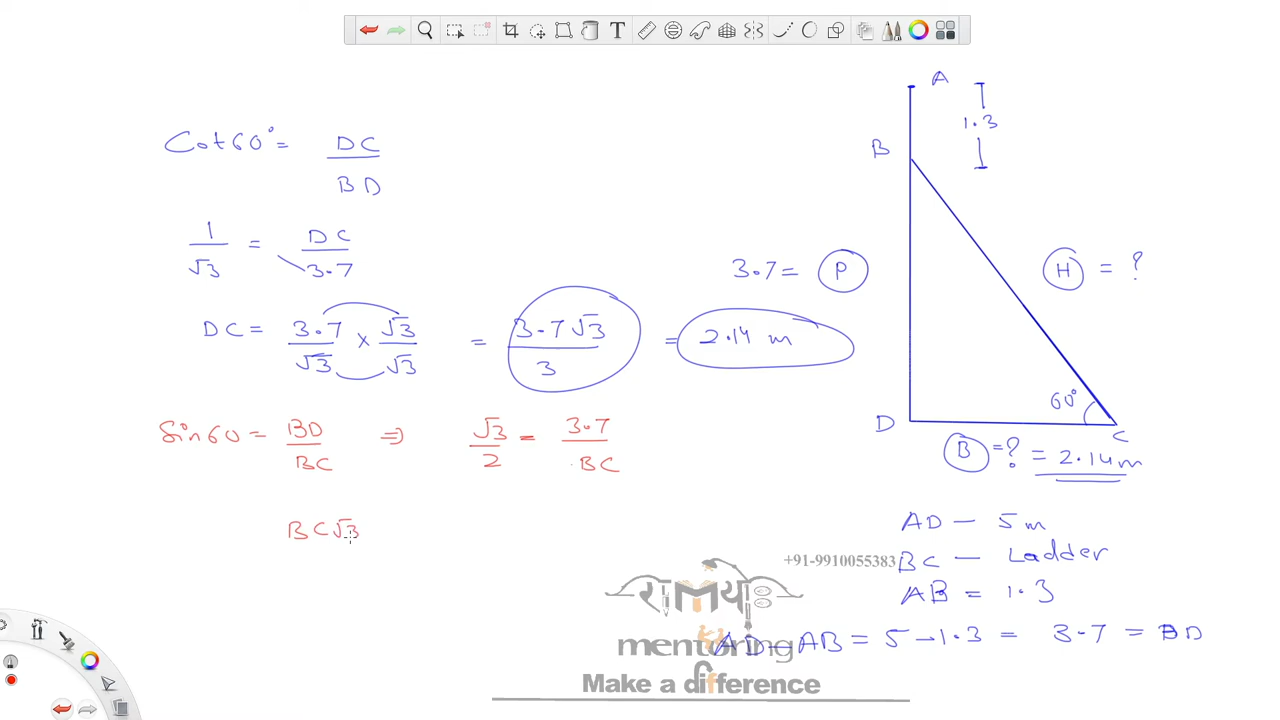 A
1.3
B
Cot 60° = DC / BD
1 / √3 = DC / 3.7
3.7 = P
H = ?
DC = 3.7 / √3 × √3 / √3 = 3.7√3 / 3 = 2.14 m
60°
D
C
Sin 60 = BD / BC ⇒ √3 / 2 = 3.7 / BC
B = ? = 2.14 m
BC√3
AD — 5m
+91-9910055383
BC — Ladder
AB = 1.3
राम्या
mentoring
AD — AB = 5 - 1.3 = 3.7 = BD
Make a difference